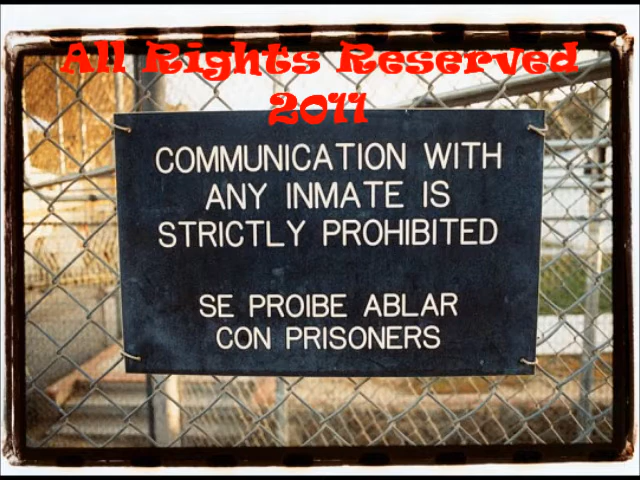 All Rights Reserved
2011
COMMUNICATION WITH
ANY INMATE IS
STRICTLY PROHIBITED
SE PROIBE ABLAR
CON PRISONERS